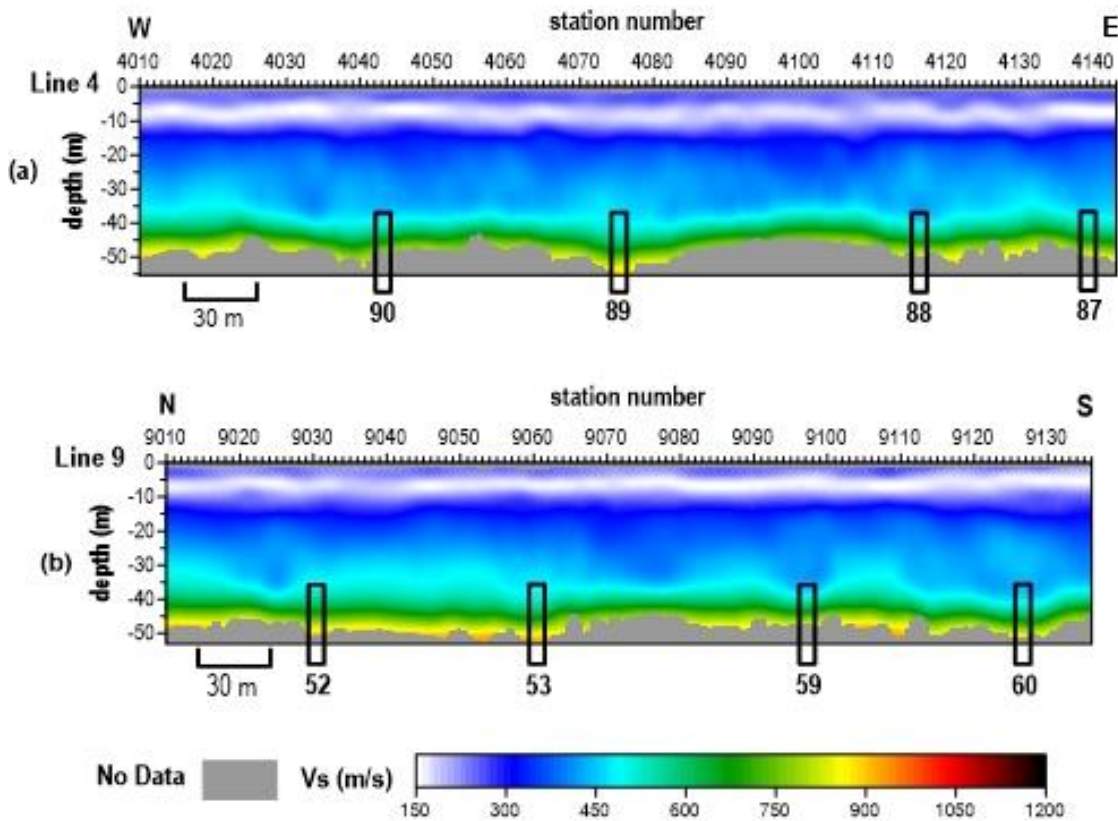 W station number E
4010 4020 4030 4040 4050 4060 4070 4080 4090 4100 4110 4120 4130 4140
Line 4
0
-10
-20
-30
-40
-50
depth (m)
(a)
30 m
90 89 88 87
N station number S
9010 9020 9030 9040 9050 9060 9070 9080 9090 9100 9110 9120 9130
Line 9
0
-10
-20
-30
-40
-50
depth (m)
(b)
30 m
52 53 59 60
No Data Vs (m/s)
150 300 450 600 750 900 1050 1200